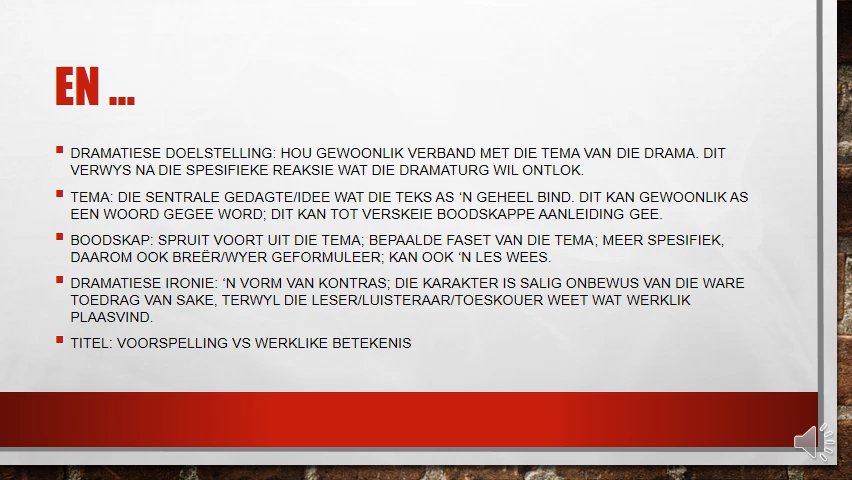 EN ...
DRAMATIESE DOELSTELLING: HOU GEWOONLIK VERBAND MET DIE TEMA VAN DIE DRAMA. DIT
VERWYS NA DIE SPESIFIEKE REAKSIE WAT DIE DRAMATURG WIL ONTLOK.
TEMA: DIE SENTRALE GEDAGTE/IDEE WAT DIE TEKS AS ‘N GEHEEL BIND. DIT KAN GEWOONLIK AS
EEN WOORD GEGEE WORD; DIT KAN TOT VERSKEIE BOODSKAPPE AANLEIDING GEE.
BOODSKAP: SPRUIT VOORT UIT DIE TEMA; BEPAALDE FASET VAN DIE TEMA; MEER SPESIFIEK,
DAAROM OOK BREËR/WYER GEFORMULEER; KAN OOK ‘N LES WEES.
DRAMATIESE IRONIE: ‘N VORM VAN KONTRAS; DIE KARAKTER IS SALIG ONBEWUS VAN DIE WARE
TOEDRAG VAN SAKE, TERWYL DIE LESER/LUISTERAAR/TOESKOUER WEET WAT WERKLIK
PLAASVIND.
TITEL: VOORSPELLING VS WERKLIKE BETEKENIS